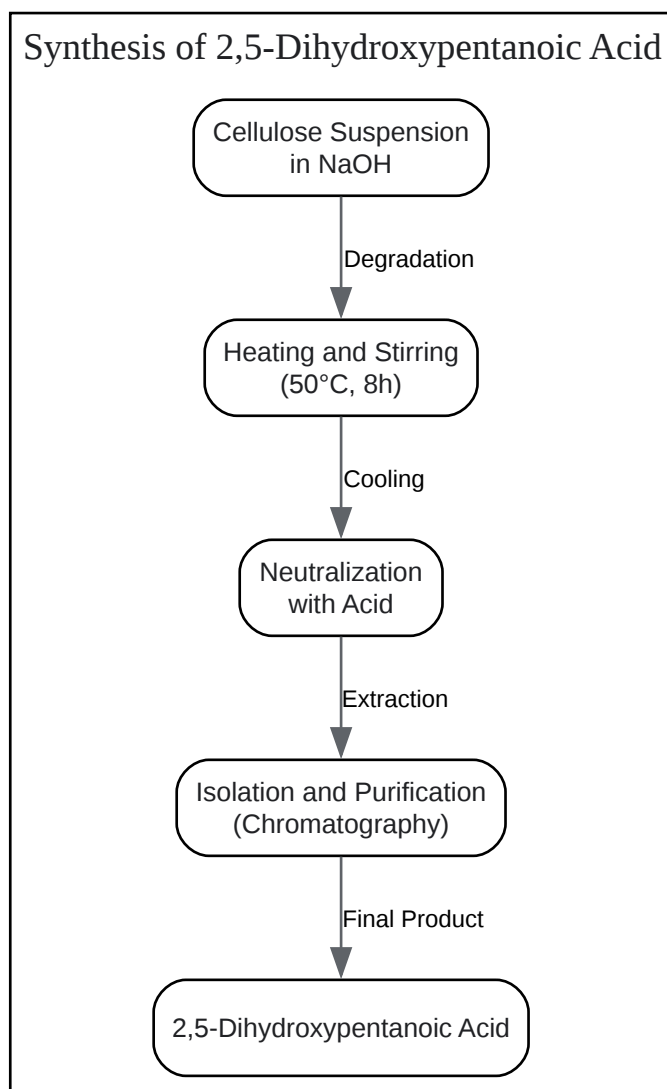 Synthesis of 2,5-Dihydroxypentanoic Acid
Cellulose Suspension
in NaOH
Degradation
Heating and Stirring
(50°C, 8h)
Cooling
Neutralization
with Acid
Extraction
Isolation and Purification
(Chromatography)
Final Product
2,5-Dihydroxypentanoic Acid